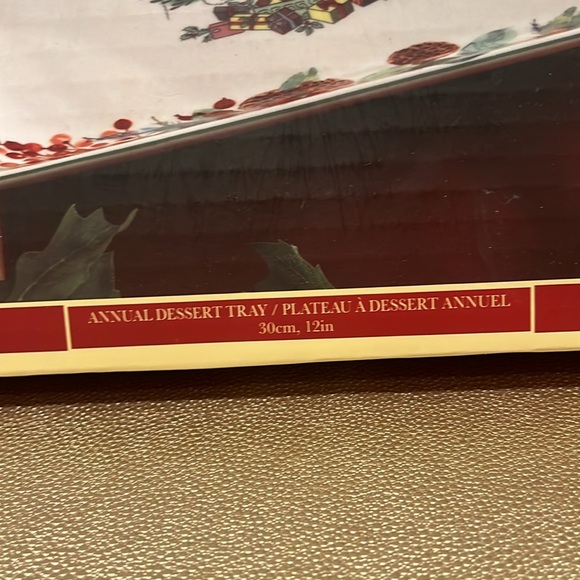 ANNUAL DESSERT TRAY / PLATEAU À DESSERT ANNUEL
30cm, 12in